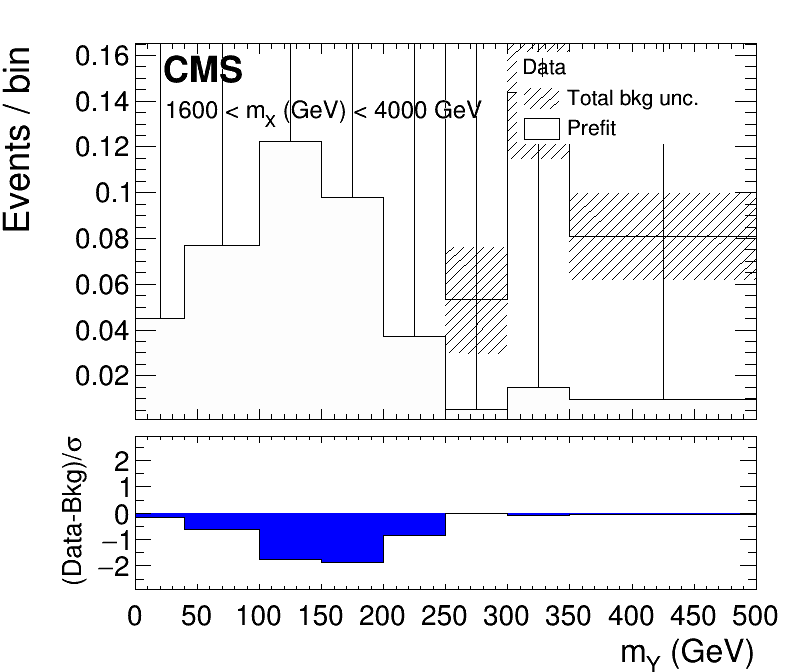 CMS
1600 < mX (GeV) < 4000 GeV
Data
Total bkg unc.
Prefit
Events / bin
0.16
0.14
0.12
0.1
0.08
0.06
0.04
0.02
(Data-Bkg)/σ
2
1
0
−1
−2
0 50 100 150 200 250 300 350 400 450 500
mY (GeV)